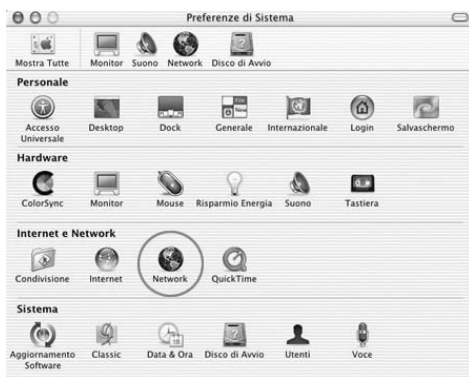 Preferenze di Sistema
Mostra Tutte Monitor Suono Network Disco di Avvio
Personale
Accesso Universale Desktop Dock Generale Internazionale Login Salvaschermo
Hardware
ColorSync Monitor Mouse Risparmio Energia Suono Tastiera
Internet e Network
Condivisione Internet Network QuickTime
Sistema
Aggiornamento Software Classic Data & Ora Disco di Avvio Utenti Voce